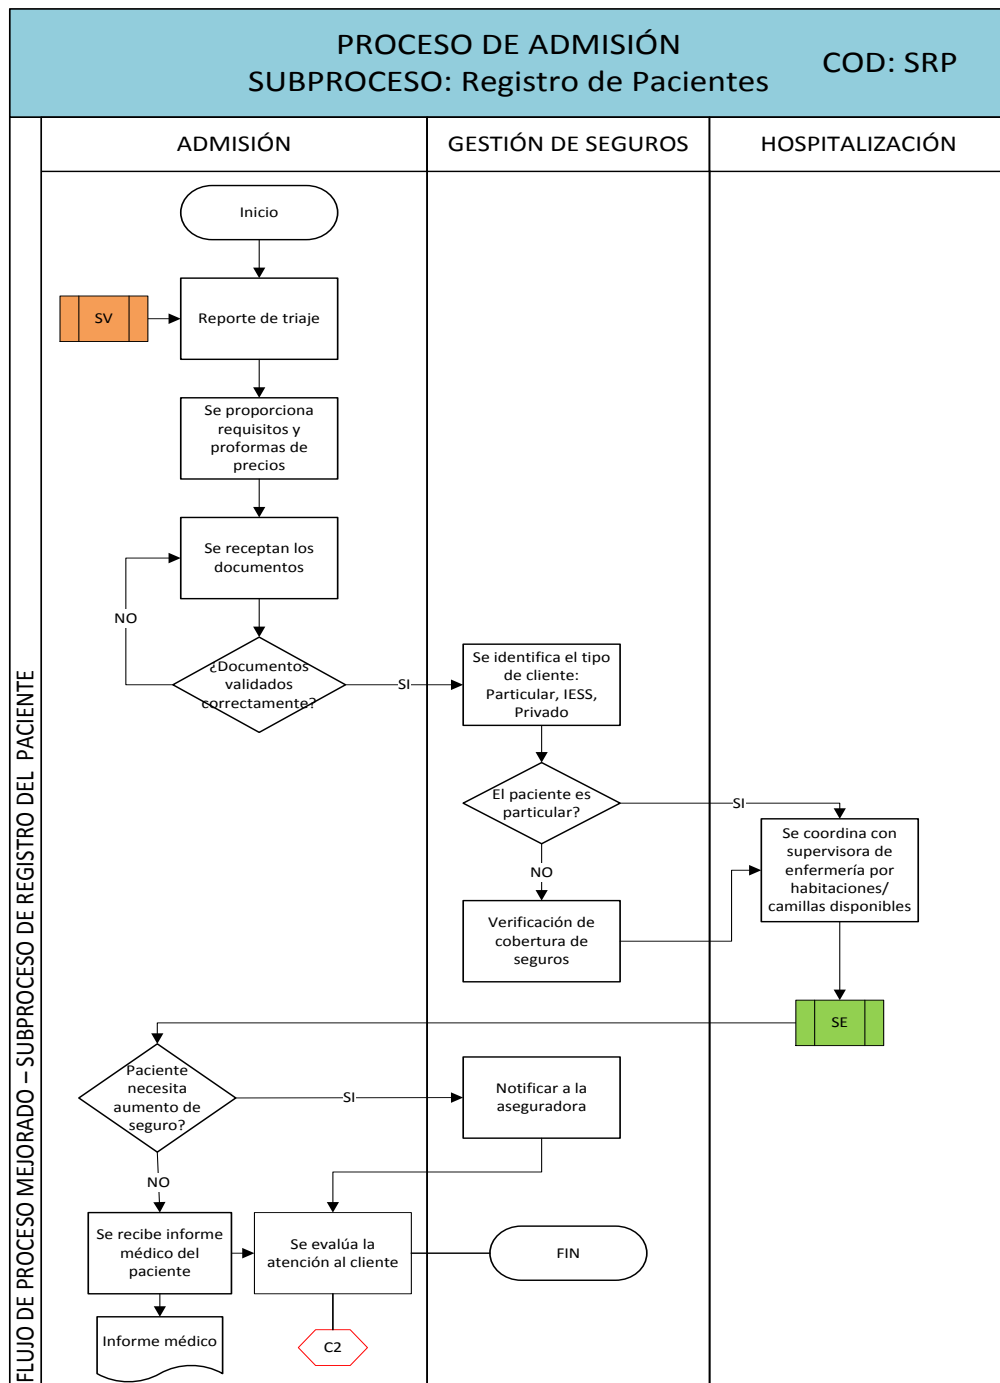 PROCESO DE ADMISIÓN
SUBPROCESO: Registro de Pacientes
COD: SRP
FLUJO DE PROCESO MEJORADO – SUBPROCESO DE REGISTRO DEL PACIENTE
ADMISIÓN
GESTIÓN DE SEGUROS
HOSPITALIZACIÓN
Inicio
SV
Reporte de triaje
Se proporciona
requisitos y
proformas de
precios
Se receptan los
documentos
NO
¿Documentos
validados
correctamente?
SI
Se identifica el tipo
de cliente:
Particular, IESS,
Privado
El paciente es
particular?
SI
NO
Se coordina con
supervisora de
enfermería por
habitaciones/
camillas disponibles
Verificación de
cobertura de
seguros
SE
Paciente
necesita
aumento de
seguro?
SI
Notificar a la
aseguradora
NO
Se recibe informe
médico del
paciente
Se evalúa la
atención al cliente
FIN
Informe médico
C2